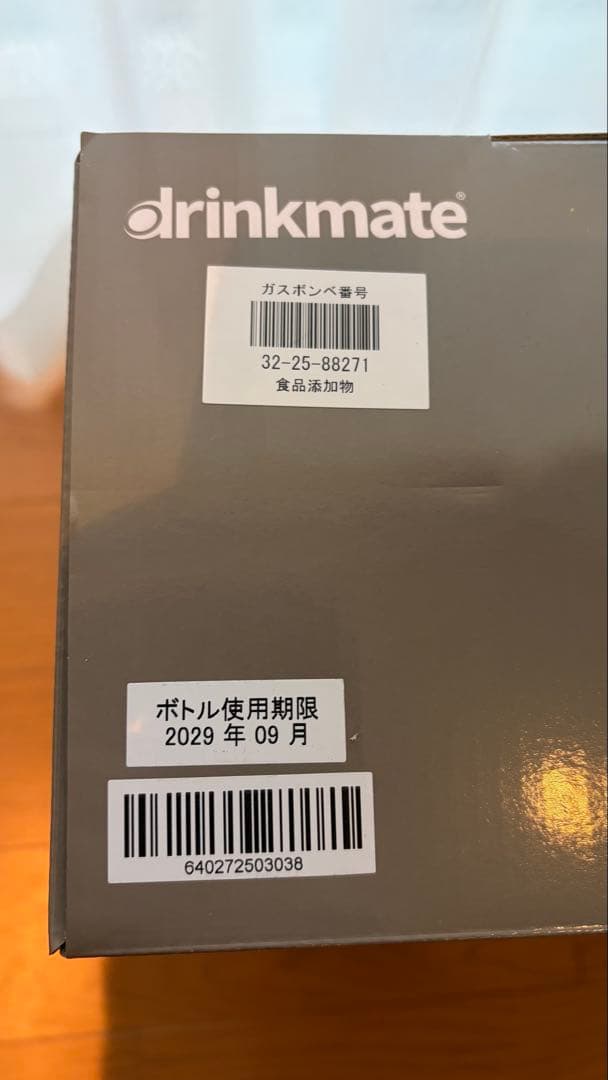 drinkmate®
ガスボンベ番号
32-25-88271
食品添加物
ボトル使用期限
2029 年 09 月
640272503038